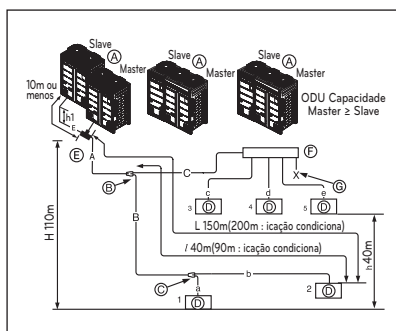 Slave Ⓐ
Master
Slave Ⓐ
Master
Slave Ⓐ
Master
10m ou
menos
h1
E
ODU Capacidade
Master ≥ Slave
Ⓔ
A
Ⓕ
C
X
Ⓖ
Ⓑ
c
d
e
3 Ⓓ
4 Ⓓ
5 Ⓓ
H 110m
B
L 150m(200m : icação condiciona)
l 40m(90m : icação condiciona)
h 40m
Ⓒ
a
b
1 Ⓓ
2 Ⓓ